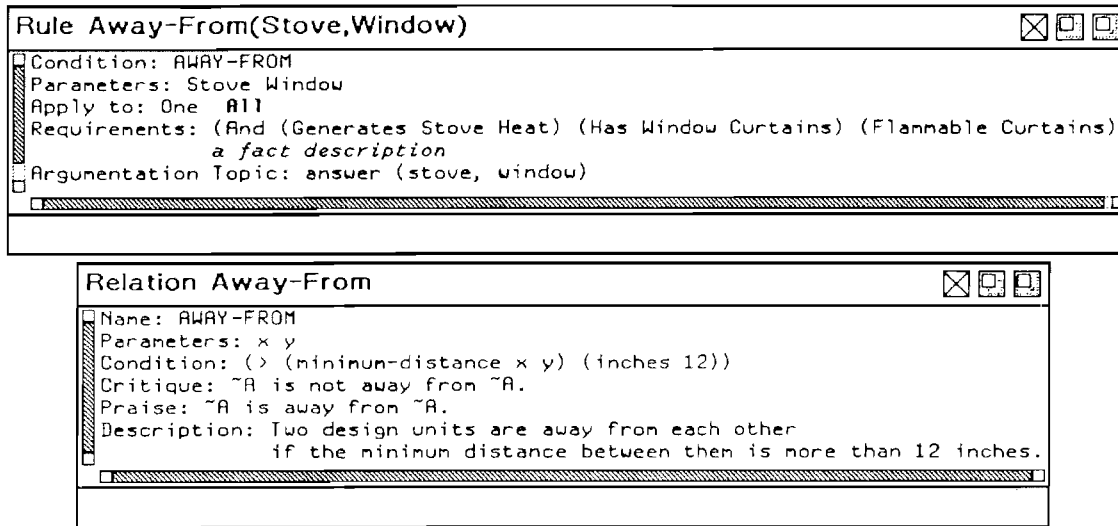 Rule Away-From(Stove,Window)
Condition: AWAY-FROM
Parameters: Stove Window
Apply to: One All
Requirements: (And (Generates Stove Heat) (Has Window Curtains) (Flammable Curtains)
a fact description
Argumentation Topic: answer (stove, window)
Relation Away-From
Name: AWAY-FROM
Parameters: x y
Condition: (> (minimum-distance x y) (inches 12))
Critique: ~A is not away from ~A.
Praise: ~A is away from ~A.
Description: Two design units are away from each other
if the minimum distance between them is more than 12 inches.